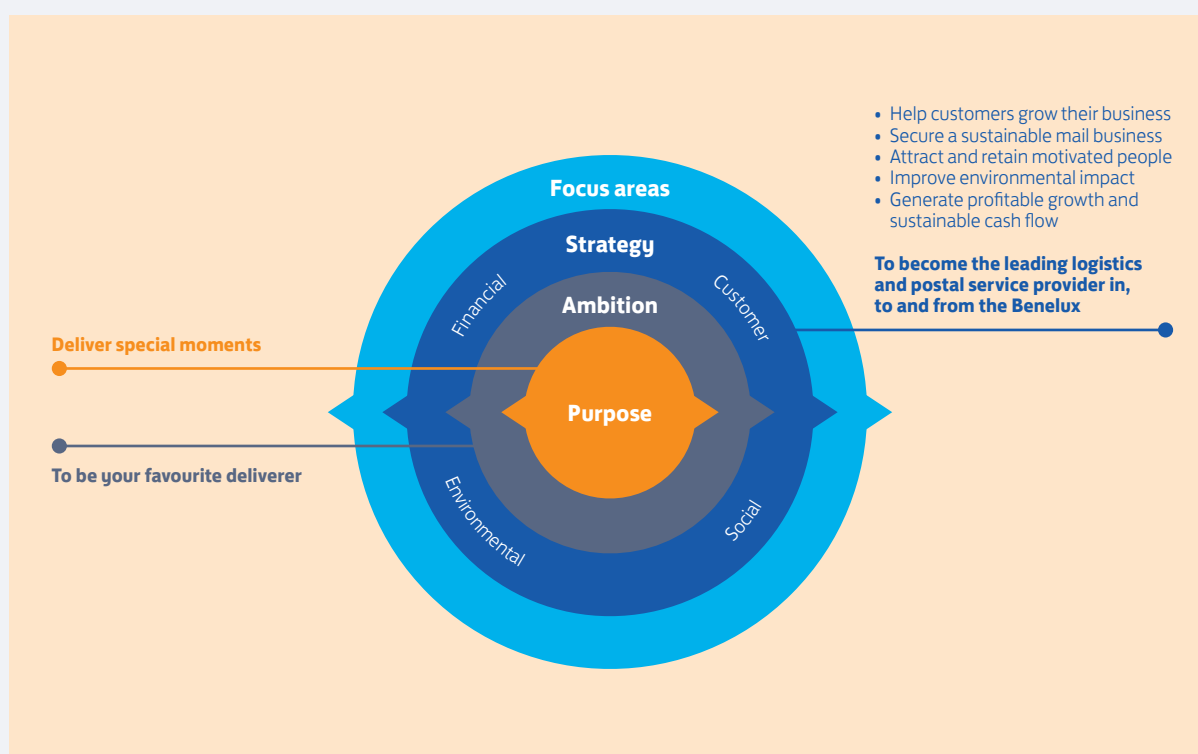 • Help customers grow their business
• Secure a sustainable mail business
• Attract and retain motivated people
• Improve environmental impact
• Generate profitable growth and
sustainable cash flow
To become the leading logistics
and postal service provider in,
to and from the Benelux
Focus areas
Strategy
Financial
Customer
Ambition
Deliver special moments
Purpose
To be your favourite deliverer
Environmental
Social